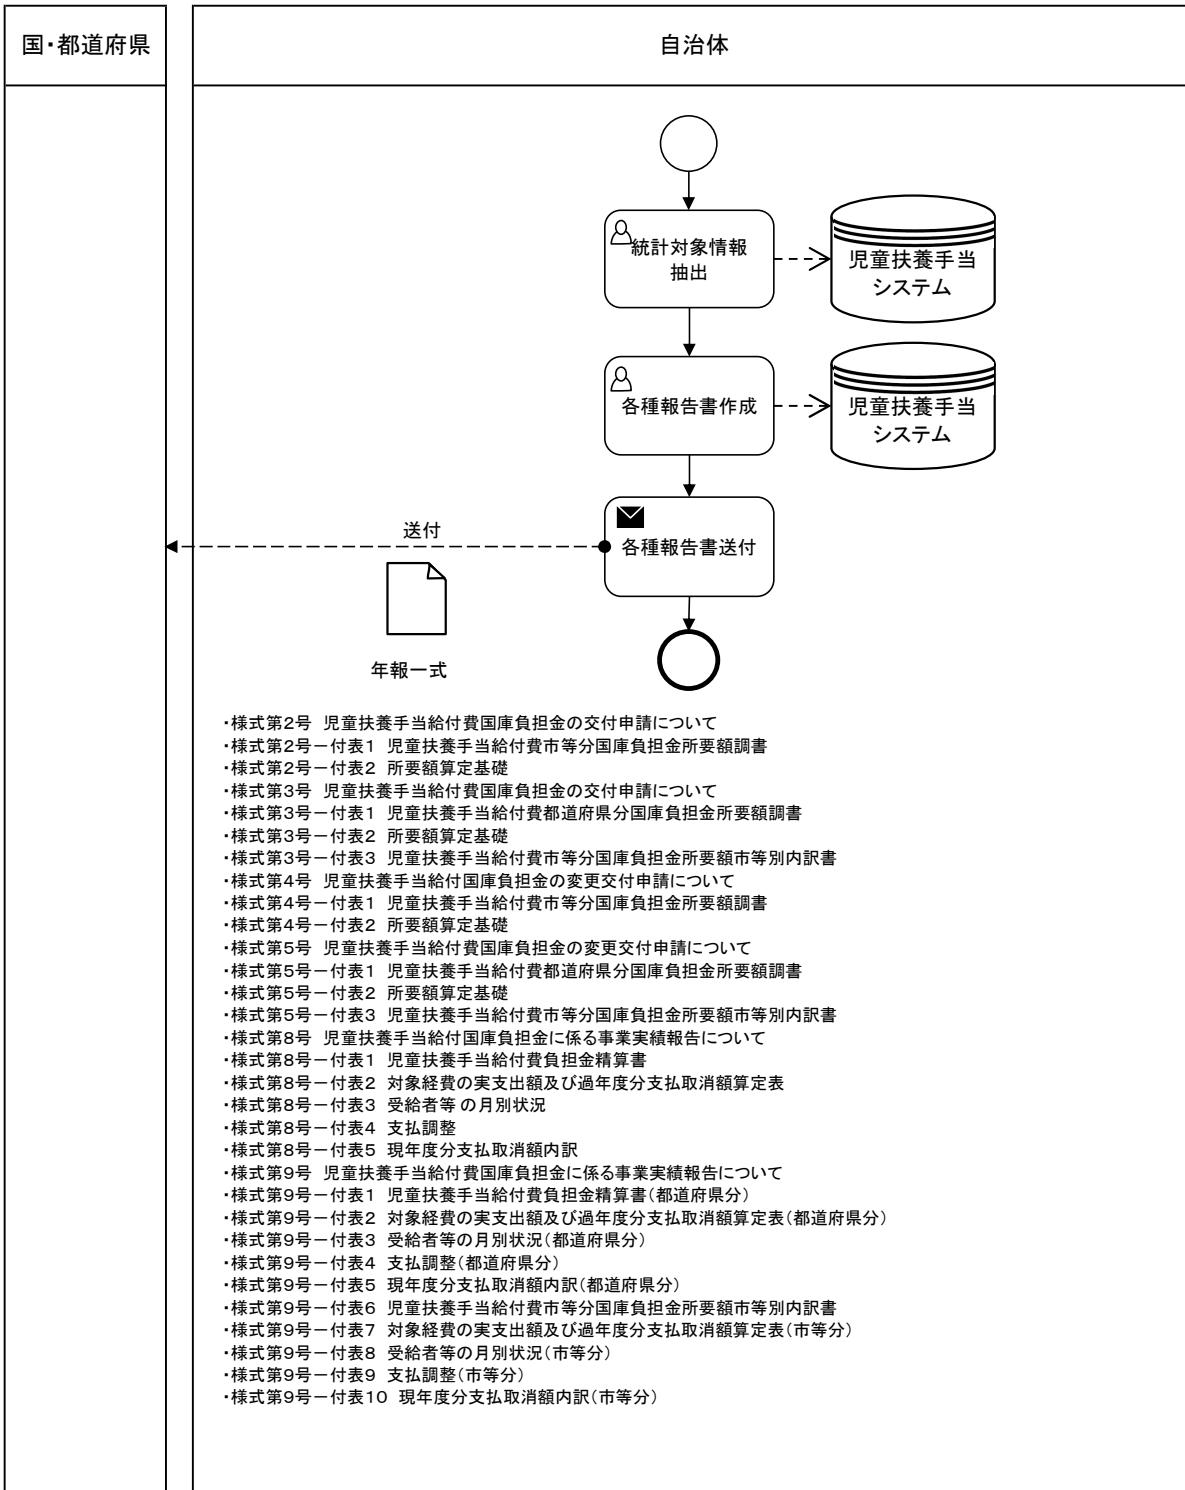 国・都道府県
自治体
統計対象情報
抽出
児童扶養手当
システム
各種報告書作成
児童扶養手当
システム
送付
各種報告書送付
年報一式
・様式第2号 児童扶養手当給付費国庫負担金の交付申請について
・様式第2号－付表1 児童扶養手当給付費市等分国庫負担金所要額調書
・様式第2号－付表2 所要額算定基礎
・様式第3号 児童扶養手当給付費国庫負担金の交付申請について
・様式第3号－付表1 児童扶養手当給付費都道府県分国庫負担金所要額調書
・様式第3号－付表2 所要額算定基礎
・様式第3号－付表3 児童扶養手当給付費市等分国庫負担金所要額市等別内訳書
・様式第4号 児童扶養手当給付国庫負担金の変更交付申請について
・様式第4号－付表1 児童扶養手当給付費市等分国庫負担金所要額調書
・様式第4号－付表2 所要額算定基礎
・様式第5号 児童扶養手当給付費国庫負担金の変更交付申請について
・様式第5号－付表1 児童扶養手当給付費都道府県分国庫負担金所要額調書
・様式第5号－付表2 所要額算定基礎
・様式第5号－付表3 児童扶養手当給付費市等分国庫負担金所要額市等別内訳書
・様式第8号 児童扶養手当給付国庫負担金に係る事業実績報告について
・様式第8号－付表1 児童扶養手当給付費負担金精算書
・様式第8号－付表2 対象経費の実支出額及び過年度分支払取消額算定表
・様式第8号－付表3 受給者等の月別状況
・様式第8号－付表4 支払調整
・様式第8号－付表5 現年度分支払取消額内訳
・様式第9号 児童扶養手当給付費国庫負担金に係る事業実績報告について
・様式第9号－付表1 児童扶養手当給付費負担金精算書(都道府県分)
・様式第9号－付表2 対象経費の実支出額及び過年度分支払取消額算定表(都道府県分)
・様式第9号－付表3 受給者等の月別状況(都道府県分)
・様式第9号－付表4 支払調整(都道府県分)
・様式第9号－付表5 現年度分支払取消額内訳(都道府県分)
・様式第9号－付表6 児童扶養手当給付費市等分国庫負担金所要額市等別内訳書
・様式第9号－付表7 対象経費の実支出額及び過年度分支払取消額算定表(市等分)
・様式第9号－付表8 受給者等の月別状況(市等分)
・様式第9号－付表9 支払調整(市等分)
・様式第9号－付表10 現年度分支払取消額内訳(市等分)